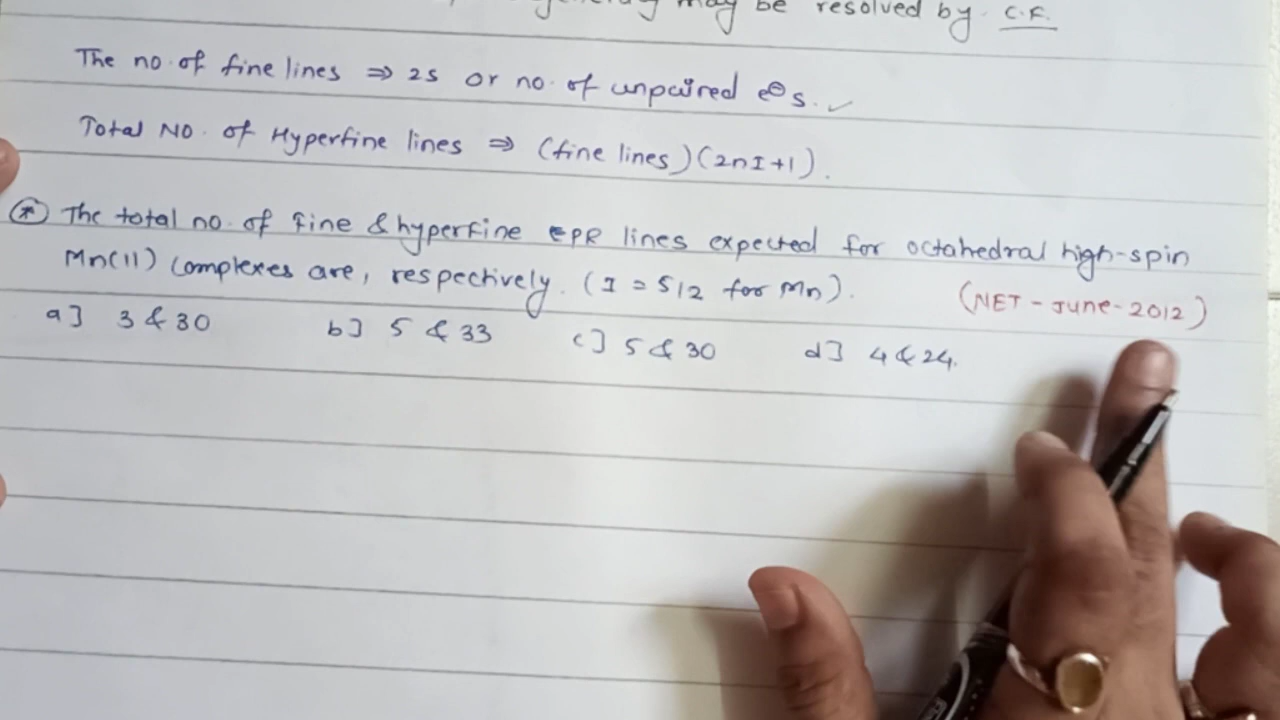 may be resolved by C.F.
The no. of fine lines ⇒ 2S or no. of unpaired e⊖s. ✓
Total No. of Hyperfine lines ⇒ (fine lines)(2nI+1).
* The total no. of Fine & hyperfine EPR lines expected for octahedral high-spin
Mn(II) complexes are, respectively. (I = 5/2 for Mn).
(NET - June - 2012)
a] 3 & 30 b] 5 & 33 c] 5 & 30 d] 4 & 24.